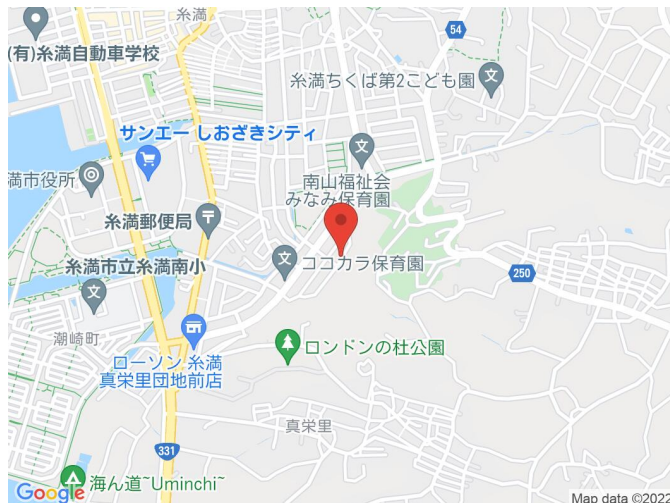 糸満
54
(有)糸満自動車学校
糸満ちくば第2こども園
サンエー しおざきシティ
満市役所
南山福祉会
みなみ保育園
糸満郵便局
ココカラ保育園
糸満市立糸満南小
250
潮崎町
ローソン 糸満
真栄里団地前店
ロンドンの杜公園
真栄里
331
海ん道~Uminchi~
Google
Map data ©2022